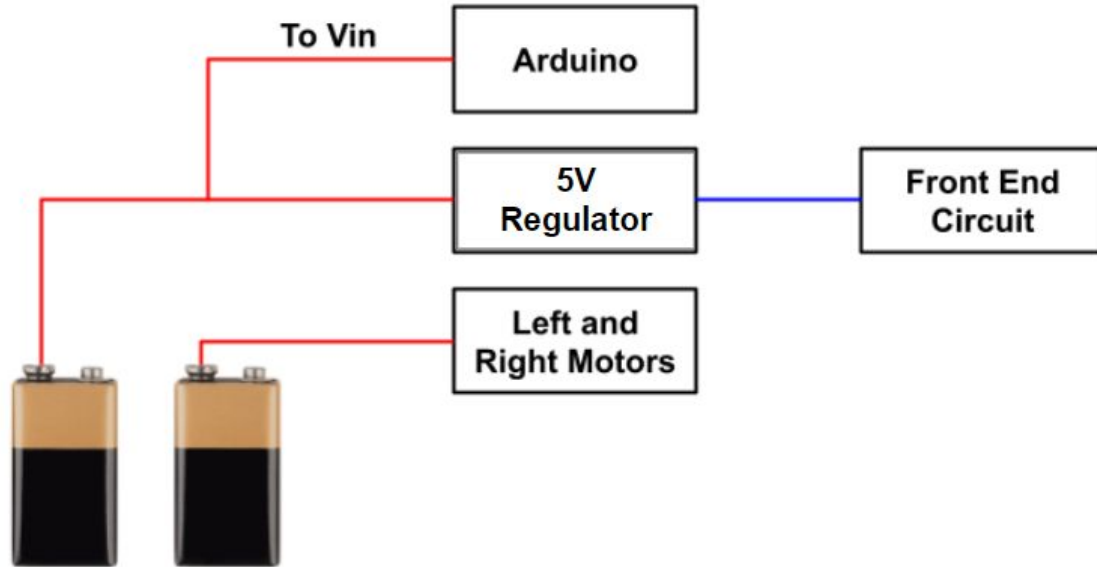 To Vin
Arduino
5V
Regulator
Front End
Circuit
Left and
Right Motors